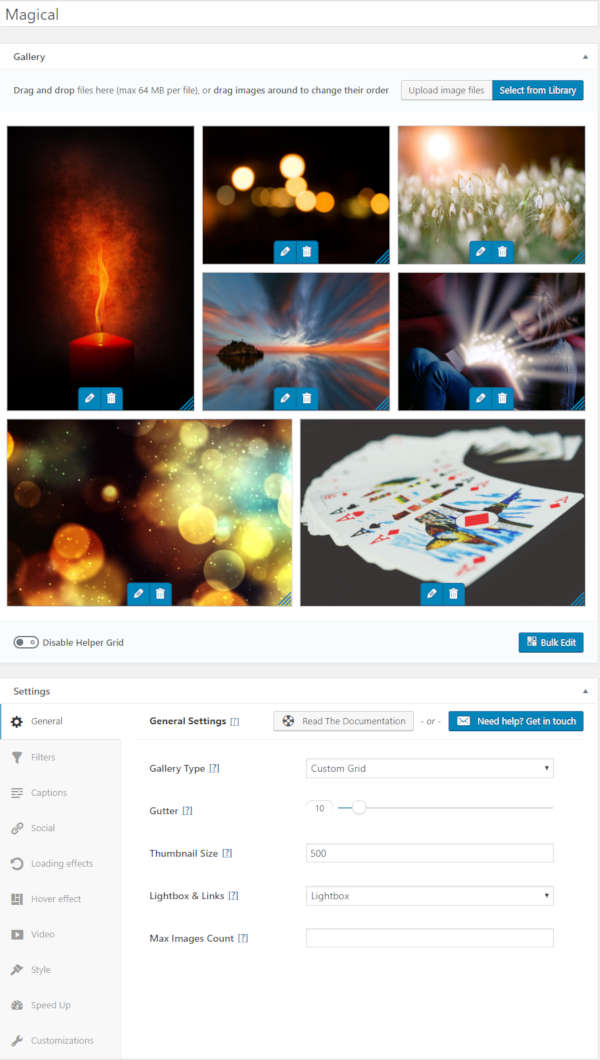 Magical
Gallery
Drag and drop files here (max 64 MB per file), or drag images around to change their order
Upload image files
Select from Library
Disable Helper Grid
Bulk Edit
Settings
General
General Settings [?]
Read The Documentation
- or -
Need help? Get in touch
Filters
Gallery Type [?]
Custom Grid
Captions
Gutter [?]
10
Social
Thumbnail Size [?]
500
Loading effects
Hover effect
Lightbox & Links [?]
Lightbox
Video
Max Images Count [?]
Style
Speed Up
Customizations